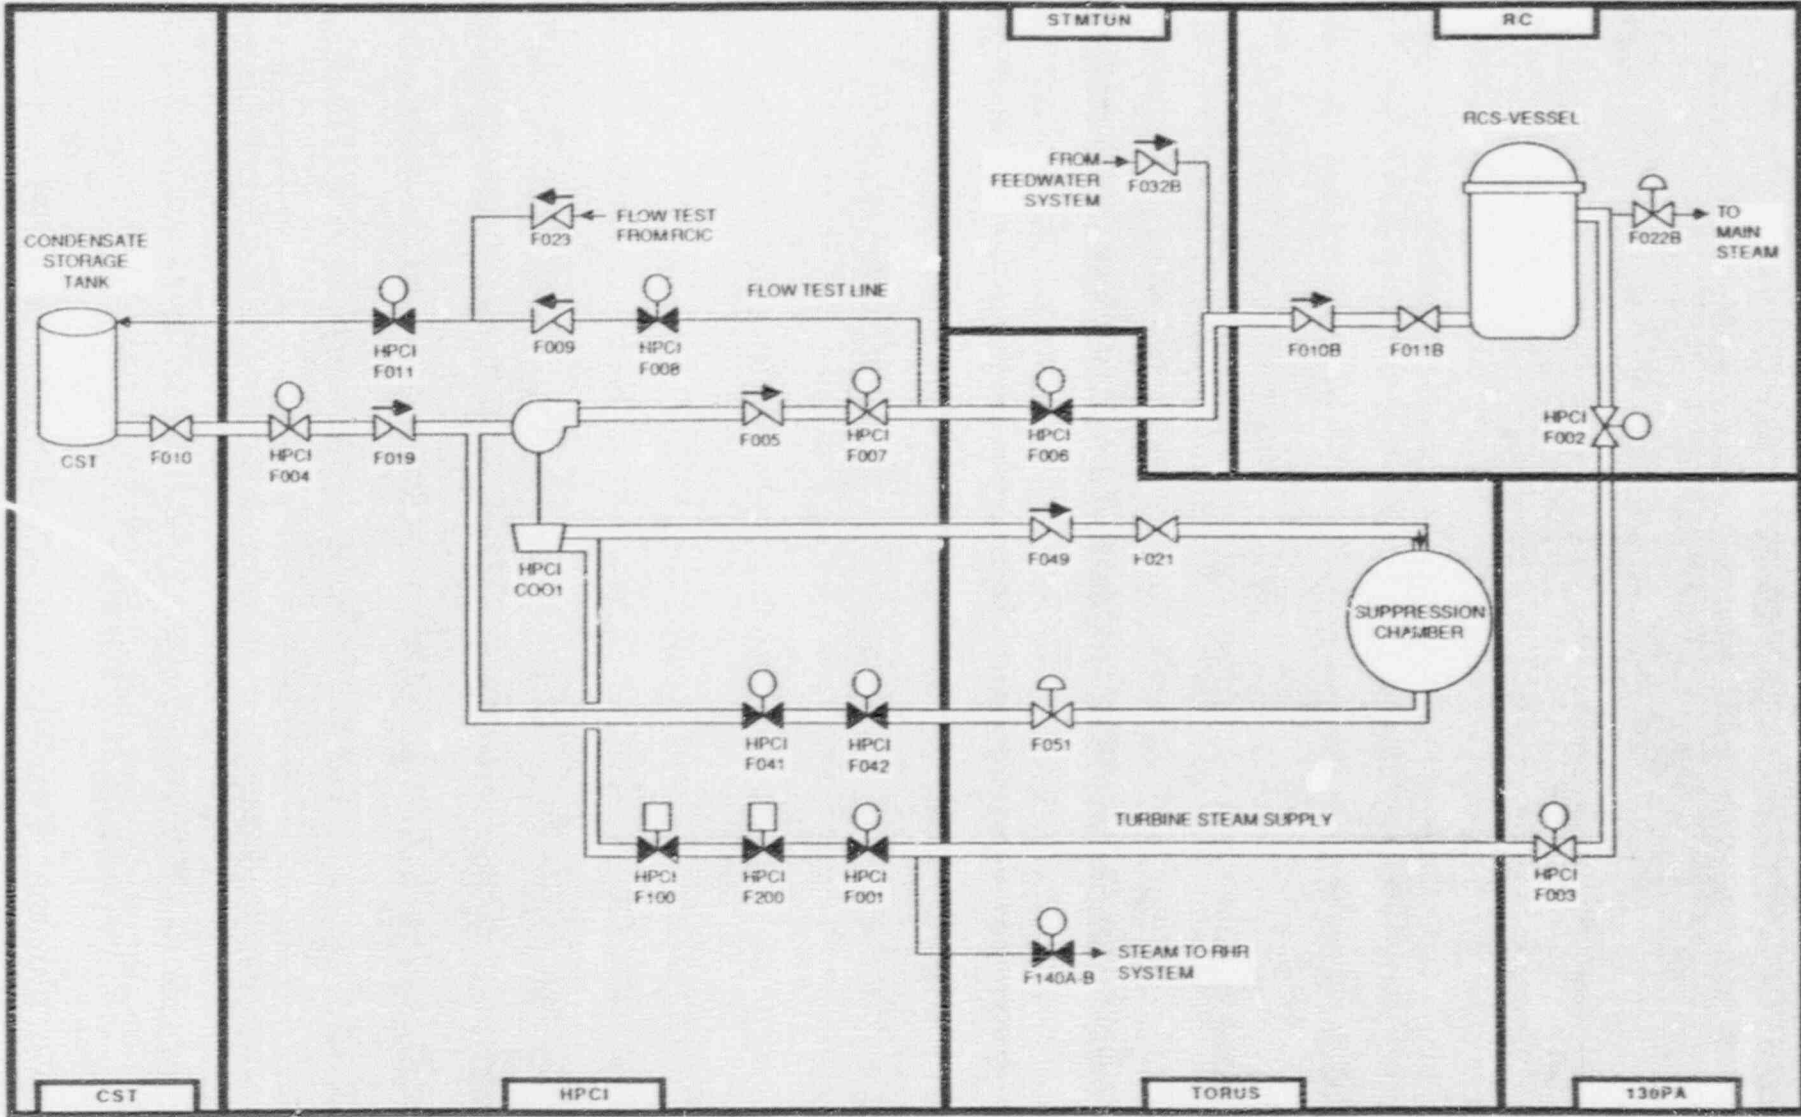 STMTUN
RC
RCS-VESSEL
FROM
FEEDWATER
SYSTEM
F032B
FLOW TEST
FROM RCIC
F023
F022B
TO
MAIN
STEAM
CONDENSATE
STORAGE
TANK
FLOW TEST LINE
HPCI
F011
F009
HPCI
F008
F010B
F011B
CST
F010
HPCI
F004
F019
F005
HPCI
F007
HPCI
F006
HPCI
F002
HPCI
COO1
F049
F021
SUPPRESSION
CHAMBER
HPCI
F041
HPCI
F042
F051
TURBINE STEAM SUPPLY
HPCI
F100
HPCI
F200
HPCI
F001
HPCI
F003
F140A-B
STEAM TO RHR
SYSTEM
CST
HPCI
TORUS